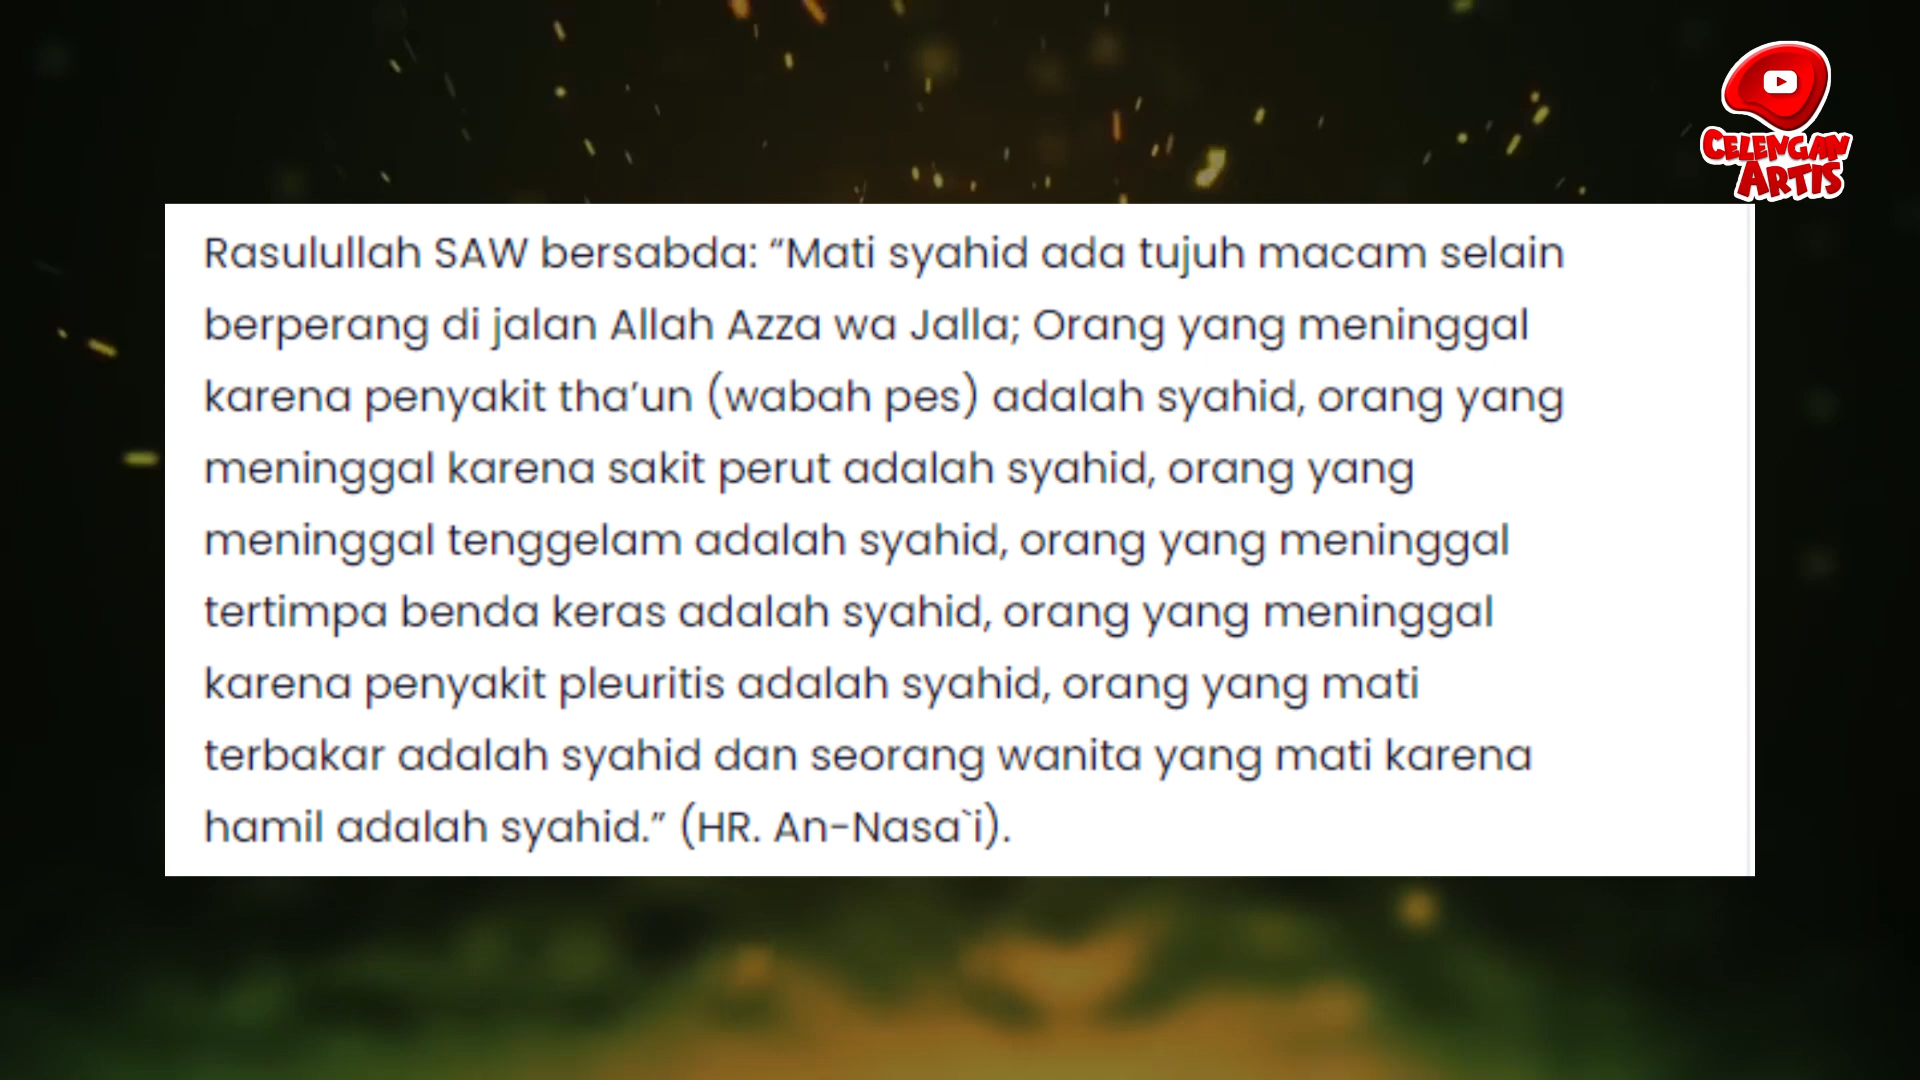 CELENGAN
ARTIS
Rasulullah SAW bersabda: “Mati syahid ada tujuh macam selain
berperang di jalan Allah Azza wa Jalla; Orang yang meninggal
karena penyakit tha’un (wabah pes) adalah syahid, orang yang
meninggal karena sakit perut adalah syahid, orang yang
meninggal tenggelam adalah syahid, orang yang meninggal
tertimpa benda keras adalah syahid, orang yang meninggal
karena penyakit pleuritis adalah syahid, orang yang mati
terbakar adalah syahid dan seorang wanita yang mati karena
hamil adalah syahid.” (HR. An-Nasa`i).